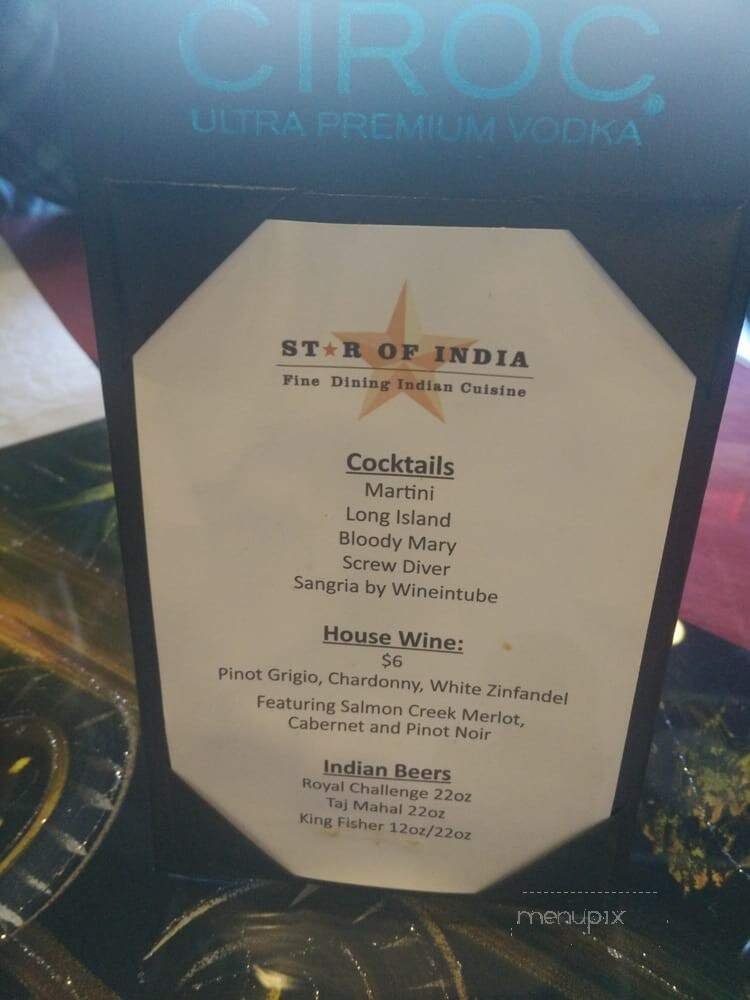 CIROC
ULTRA PREMIUM VODKA
ST★R OF INDIA
Fine Dining Indian Cuisine
Cocktails
Martini
Long Island
Bloody Mary
Screw Diver
Sangria by Wineintube
House Wine:
$6
Pinot Grigio, Chardonny, White Zinfandel
Featuring Salmon Creek Merlot,
Cabernet and Pinot Noir
Indian Beers
Royal Challenge 22oz
Taj Mahal 22oz
King Fisher 12oz/22oz
menupix